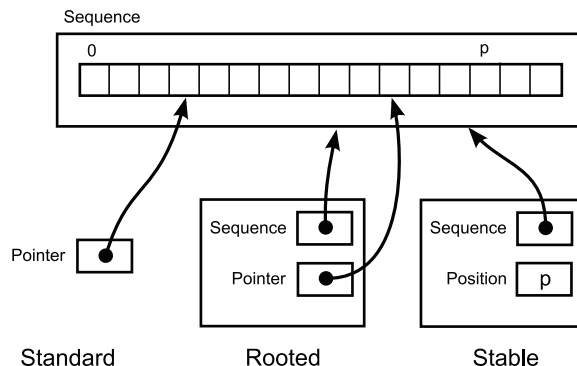 Sequence
0 p
Sequence Sequence
Pointer Pointer Position p
Standard Rooted Stable